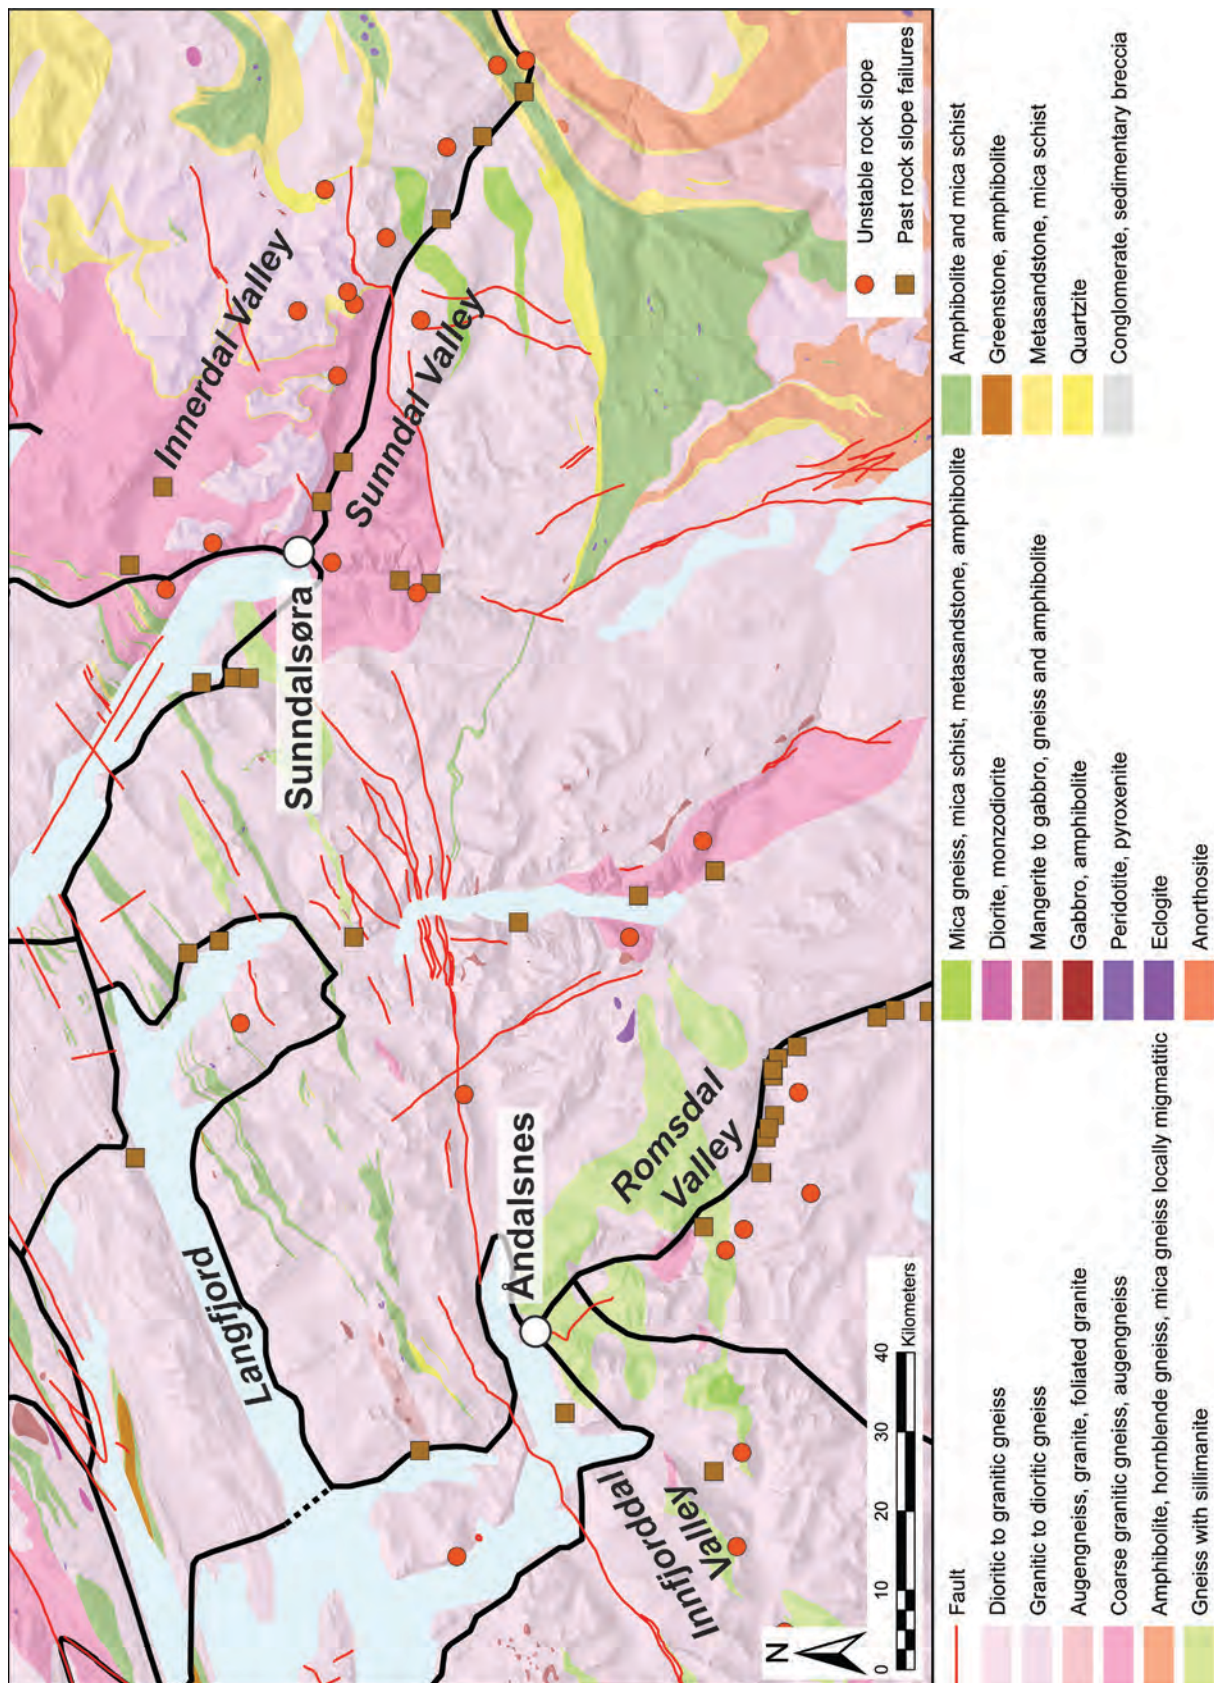 Innerdal Valley
Sunndal Valley
Sunndalsøra
Langfjord
Åndalsnes
Romsdal
Valley
Innfjorddal
Valley
N
0 10 20 30 40
Kilometers
Unstable rock slope
Past rock slope failures
Fault
Dioritic to granitic gneiss
Granitic to dioritic gneiss
Augengneiss, granite, foliated granite
Coarse granitic gneiss, augengneiss
Amphibolite, hornblende gneiss, mica gneiss locally migmatitic
Gneiss with sillimanite
Mica gneiss, mica schist, metasandstone, amphibolite
Diorite, monzodiorite
Mangerite to gabbro, gneiss and amphibolite
Gabbro, amphibolite
Peridotite, pyroxenite
Eclogite
Anorthosite
Amphibolite and mica schist
Greenstone, amphibolite
Metasandstone, mica schist
Quartzite
Conglomerate, sedimentary breccia